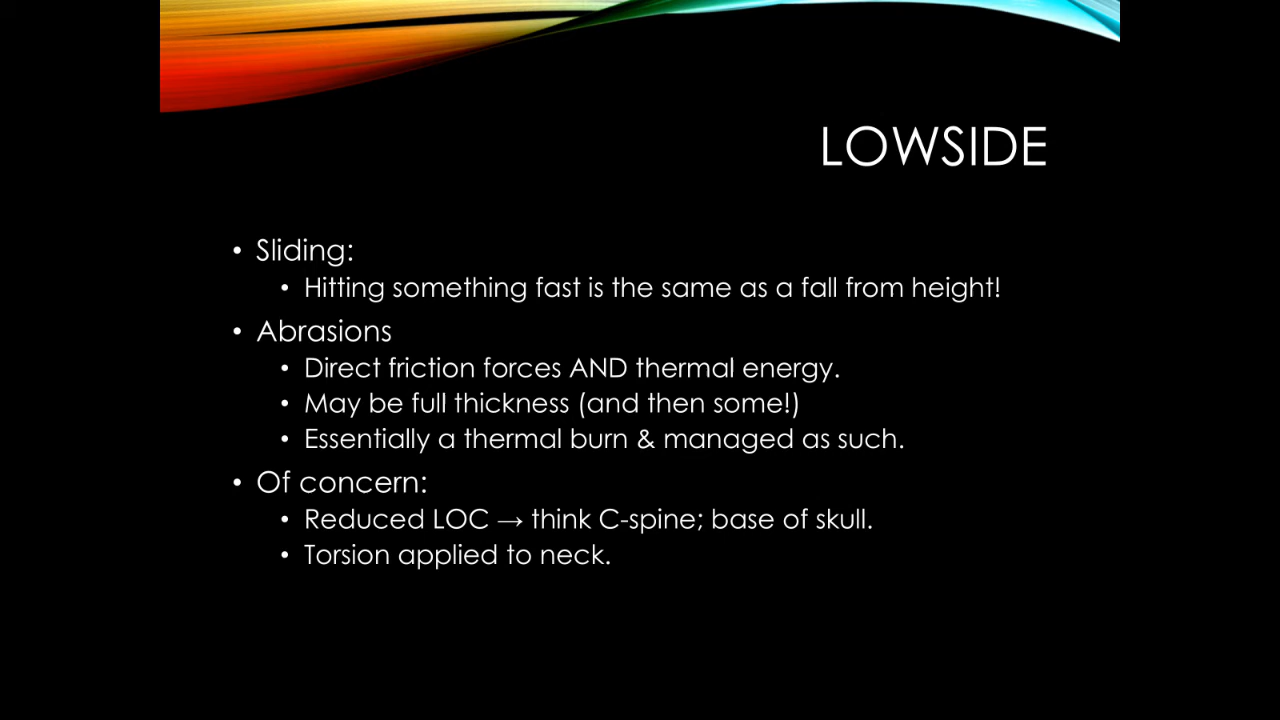 LOWSIDE
• Sliding:
• Hitting something fast is the same as a fall from height!
• Abrasions
• Direct friction forces AND thermal energy.
• May be full thickness (and then some!)
• Essentially a thermal burn & managed as such.
• Of concern:
• Reduced LOC → think C-spine; base of skull.
• Torsion applied to neck.